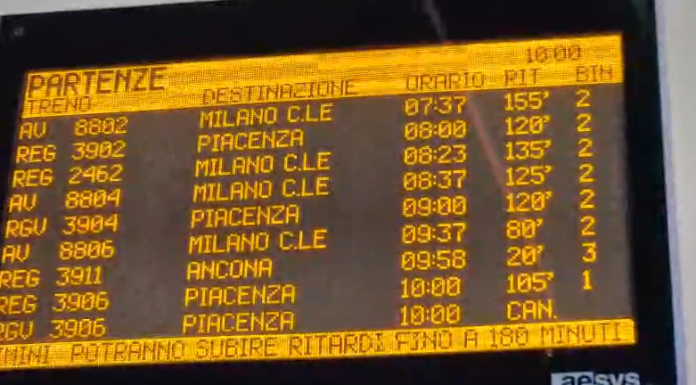 10:00
PARTENZE
TRENO DESTINAZIONE ORARIO RIT BIN
AV 8802 MILANO C.LE 07:37 155' 2
REG 3902 PIACENZA 08:00 120' 2
REG 2462 MILANO C.LE 08:23 135' 2
AV 8804 MILANO C.LE 08:37 125' 2
RGV 3904 PIACENZA 09:00 120' 2
AV 8806 MILANO C.LE 09:37 80' 2
REG 3911 ANCONA 09:58 20' 3
REG 3906 PIACENZA 10:00 105' 1
RGV 3906 PIACENZA 10:00 CAN.
POTRANNO SUBIRE RITARDI FINO A 180 MINUTI
aesys